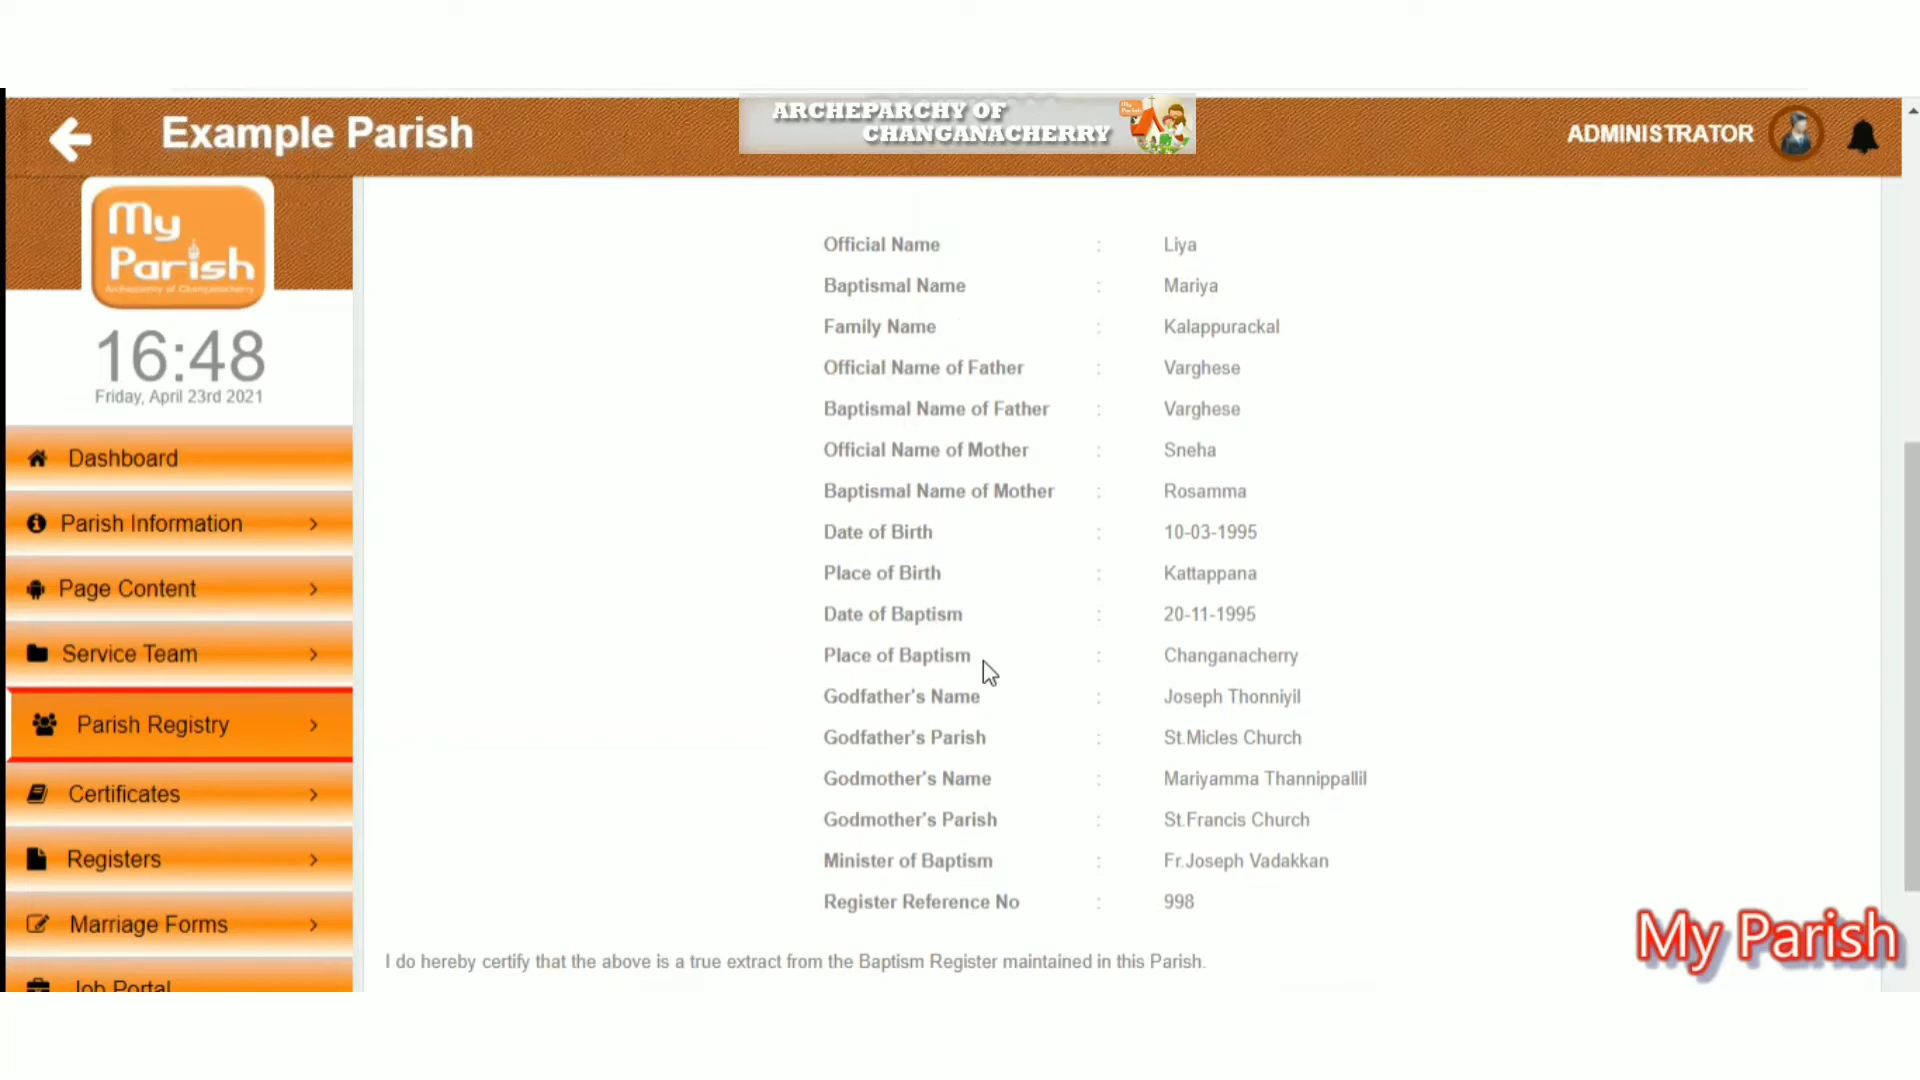 Example Parish
ARCHEPARCHY OF
CHANGANACHERRY
ADMINISTRATOR
My
Parish
Archeparchy of Changanacherry
16:48
Friday, April 23rd 2021
Dashboard
Parish Information
Page Content
Service Team
Parish Registry
Certificates
Registers
Marriage Forms
Job Portal
Official Name : Liya
Baptismal Name : Mariya
Family Name : Kalappurackal
Official Name of Father : Varghese
Baptismal Name of Father : Varghese
Official Name of Mother : Sneha
Baptismal Name of Mother : Rosamma
Date of Birth : 10-03-1995
Place of Birth : Kattappana
Date of Baptism : 20-11-1995
Place of Baptism : Changanacherry
Godfather's Name : Joseph Thonniyil
Godfather's Parish : St.Micles Church
Godmother's Name : Mariyamma Thannippallil
Godmother's Parish : St.Francis Church
Minister of Baptism : Fr.Joseph Vadakkan
Register Reference No : 998
I do hereby certify that the above is a true extract from the Baptism Register maintained in this Parish.
My Parish